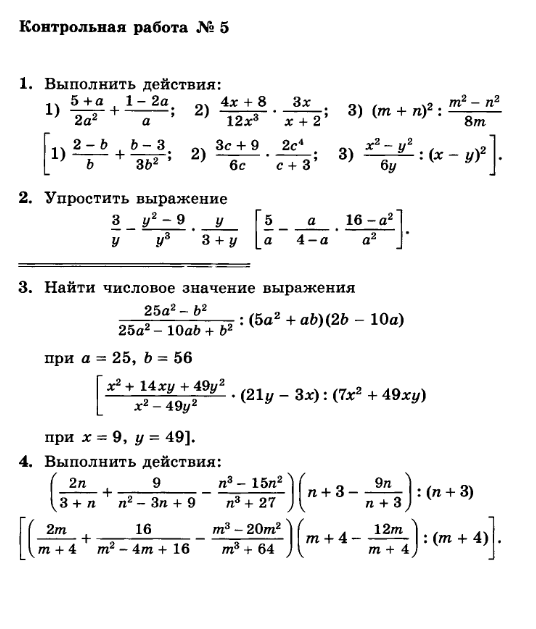 Контрольная работа № 5
1. Выполнить действия:
1) (5 + a)/(2a²) + (1 − 2a)/a; 2) (4x + 8)/(12x³) · 3x/(x + 2); 3) (m + n)² : (m² − n²)/(8m)
[1) (2 − b)/b + (b − 3)/(3b²); 2) (3c + 9)/(6c) · 2c⁴/(c + 3); 3) (x² − y²)/(6y) : (x − y)²].
2. Упростить выражение
3/y − (y² − 9)/y³ · y/(3 + y) [5/a − a/(4 − a) · (16 − a²)/a²].
3. Найти числовое значение выражения
(25a² − b²)/(25a² − 10ab + b²) : (5a² + ab)(2b − 10a)
при a = 25, b = 56
[(x² + 14xy + 49y²)/(x² − 49y²) · (21y − 3x) : (7x² + 49xy)
при x = 9, y = 49].
4. Выполнить действия:
(2n/(3 + n) + 9/(n² − 3n + 9) − (n³ − 15n²)/(n³ + 27))(n + 3 − 9n/(n + 3)) : (n + 3)
[(2m/(m + 4) + 16/(m² − 4m + 16) − (m³ − 20m²)/(m³ + 64))(m + 4 − 12m/(m + 4)) : (m + 4)].